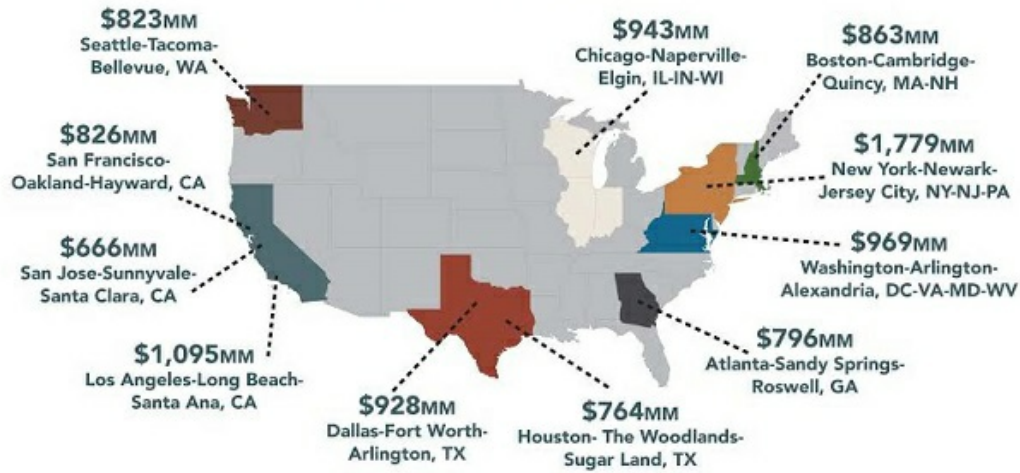 $823MM
Seattle-Tacoma-
Bellevue, WA
$943MM
Chicago-Naperville-
Elgin, IL-IN-WI
$863MM
Boston-Cambridge-
Quincy, MA-NH
$826MM
San Francisco-
Oakland-Hayward, CA
$1,779MM
New York-Newark-
Jersey City, NY-NJ-PA
$666MM
San Jose-Sunnyvale-
Santa Clara, CA
$969MM
Washington-Arlington-
Alexandria, DC-VA-MD-WV
$1,095MM
Los Angeles-Long Beach-
Santa Ana, CA
$796MM
Atlanta-Sandy Springs-
Roswell, GA
$928MM
Dallas-Fort Worth-
Arlington, TX
$764MM
Houston- The Woodlands-
Sugar Land, TX